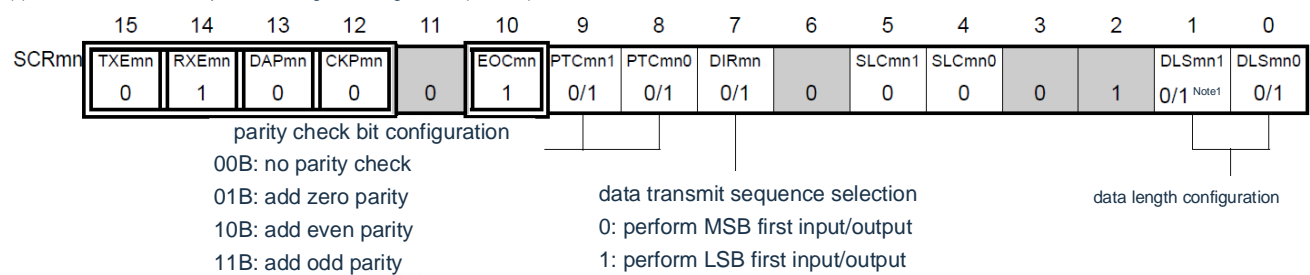 15 14 13 12 11 10 9 8 7 6 5 4 3 2 1 0
SCRmn TXEmn RXEmn DAPmn CKPmn EOCmn PTCmn1 PTCmn0 DIRmn SLCmn1 SLCmn0 DLSmn1 DLSmn0
0 1 0 0 0 1 0/1 0/1 0/1 0 0 0 0 1 0/1 Note1 0/1
parity check bit configuration
00B: no parity check
01B: add zero parity
10B: add even parity
11B: add odd parity
data transmit sequence selection
0: perform MSB first input/output
1: perform LSB first input/output
data length configuration